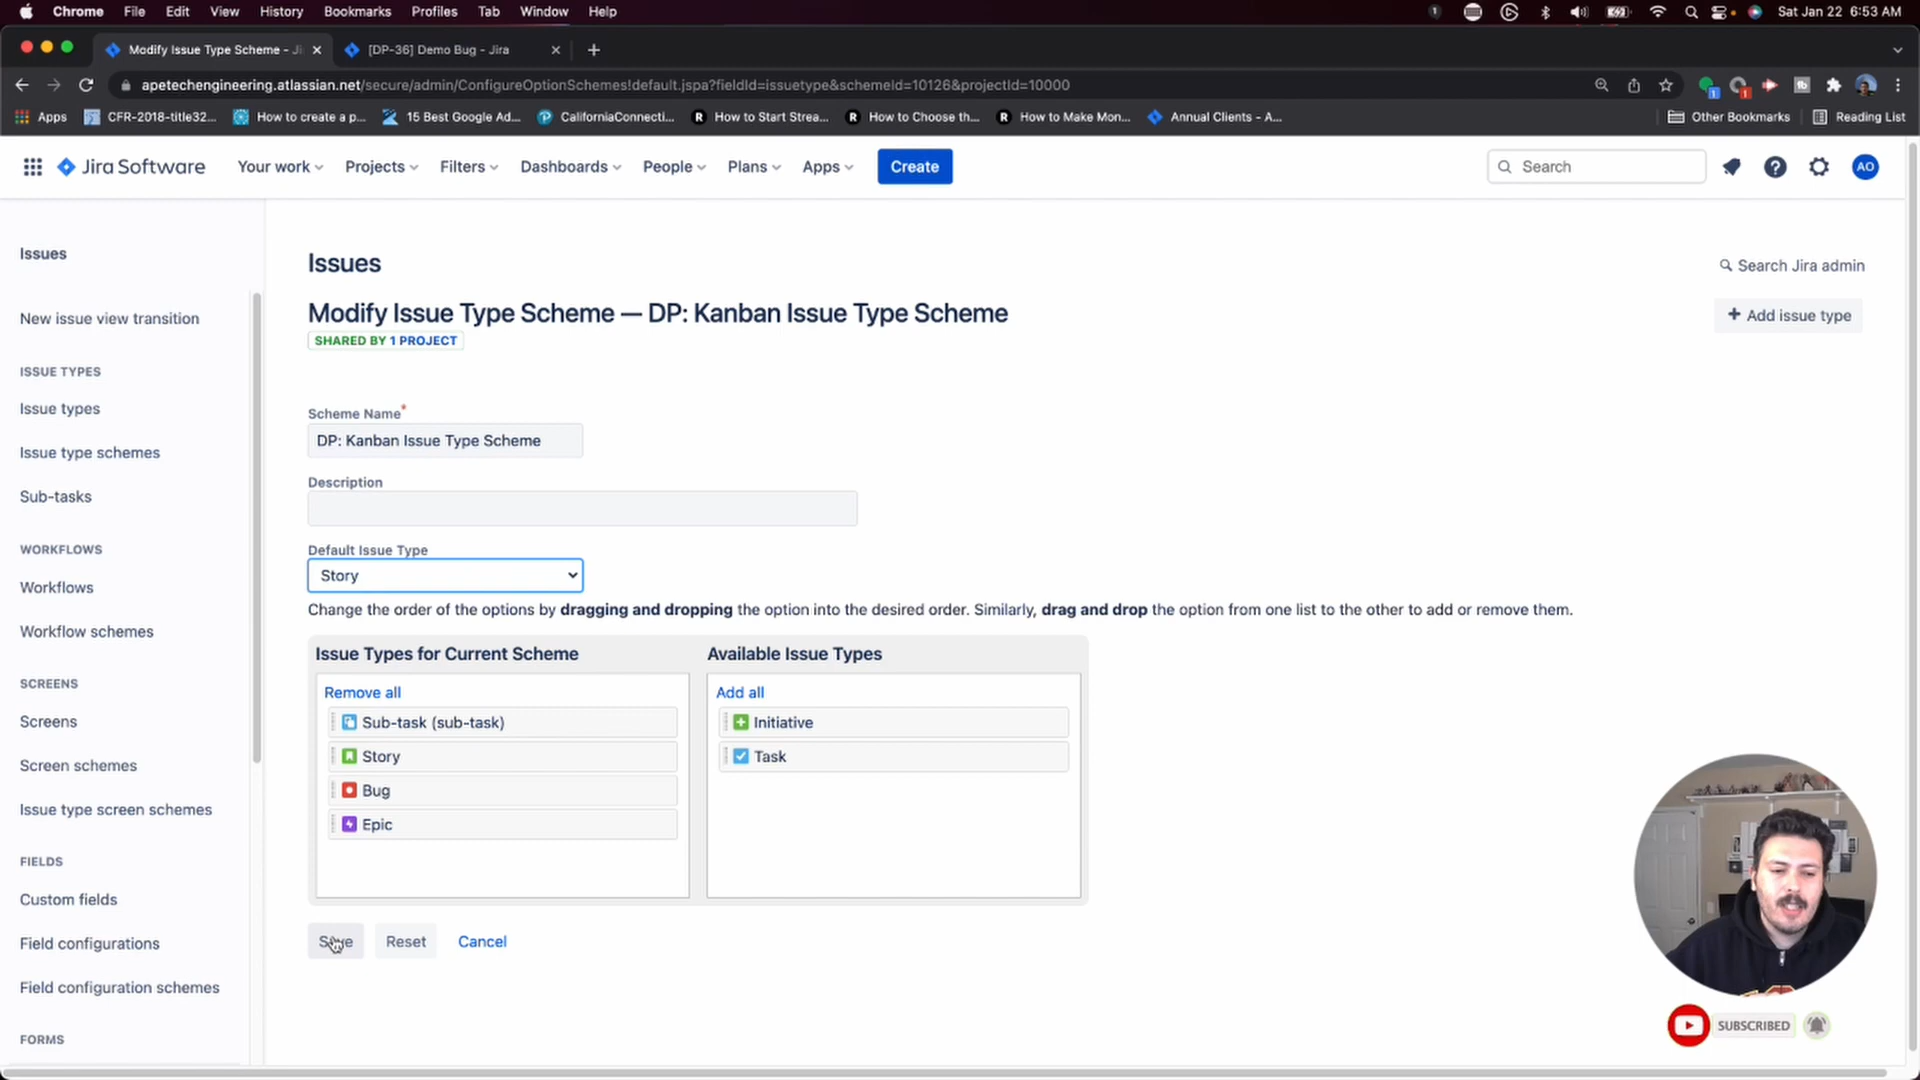 Chrome File Edit View History Bookmarks Profiles Tab Window Help
Sat Jan 22 6:53 AM
Modify Issue Type Scheme - Ji
[DP-36] Demo Bug - Jira
apetechengineering.atlassian.net/secure/admin/ConfigureOptionSchemes!default.jspa?fieldId=issuetype&schemeId=10126&projectId=10000
Apps CFR-2018-title32... How to create a p... 15 Best Google Ad... CaliforniaConnecti... How to Start Strea... How to Choose th... How to Make Mon... Annual Clients - A... Other Bookmarks Reading List
Jira Software Your work Projects Filters Dashboards People Plans Apps Create Search AO
Issues
New issue view transition
ISSUE TYPES
Issue types
Issue type schemes
Sub-tasks
WORKFLOWS
Workflows
Workflow schemes
SCREENS
Screens
Screen schemes
Issue type screen schemes
FIELDS
Custom fields
Field configurations
Field configuration schemes
FORMS
Issues
Search Jira admin
Modify Issue Type Scheme — DP: Kanban Issue Type Scheme
Add issue type
SHARED BY 1 PROJECT
Scheme Name*
DP: Kanban Issue Type Scheme
Description
Default Issue Type
Story
Change the order of the options by dragging and dropping the option into the desired order. Similarly, drag and drop the option from one list to the other to add or remove them.
Issue Types for Current Scheme
Remove all
Sub-task (sub-task)
Story
Bug
Epic
Available Issue Types
Add all
Initiative
Task
Save Reset Cancel
SUBSCRIBED